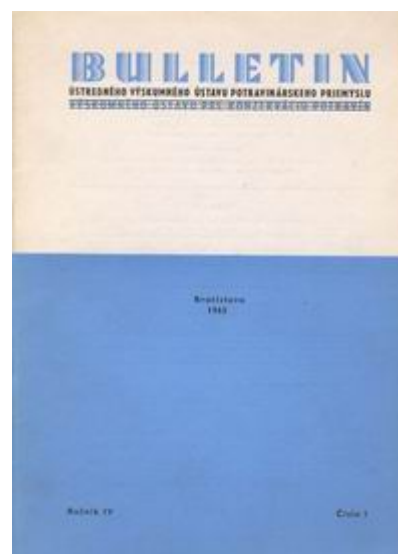 BULLETIN
ÚSTREDNÉHO VÝSKUMNÉHO ÚSTAVU POTRAVINÁRSKEHO PRIEMYSLU
VÝSKUMNÉHO ÚSTAVU PRE KONZERVÁCIU POTRAVÍN
Bratislava
Ročník IV
Číslo 1